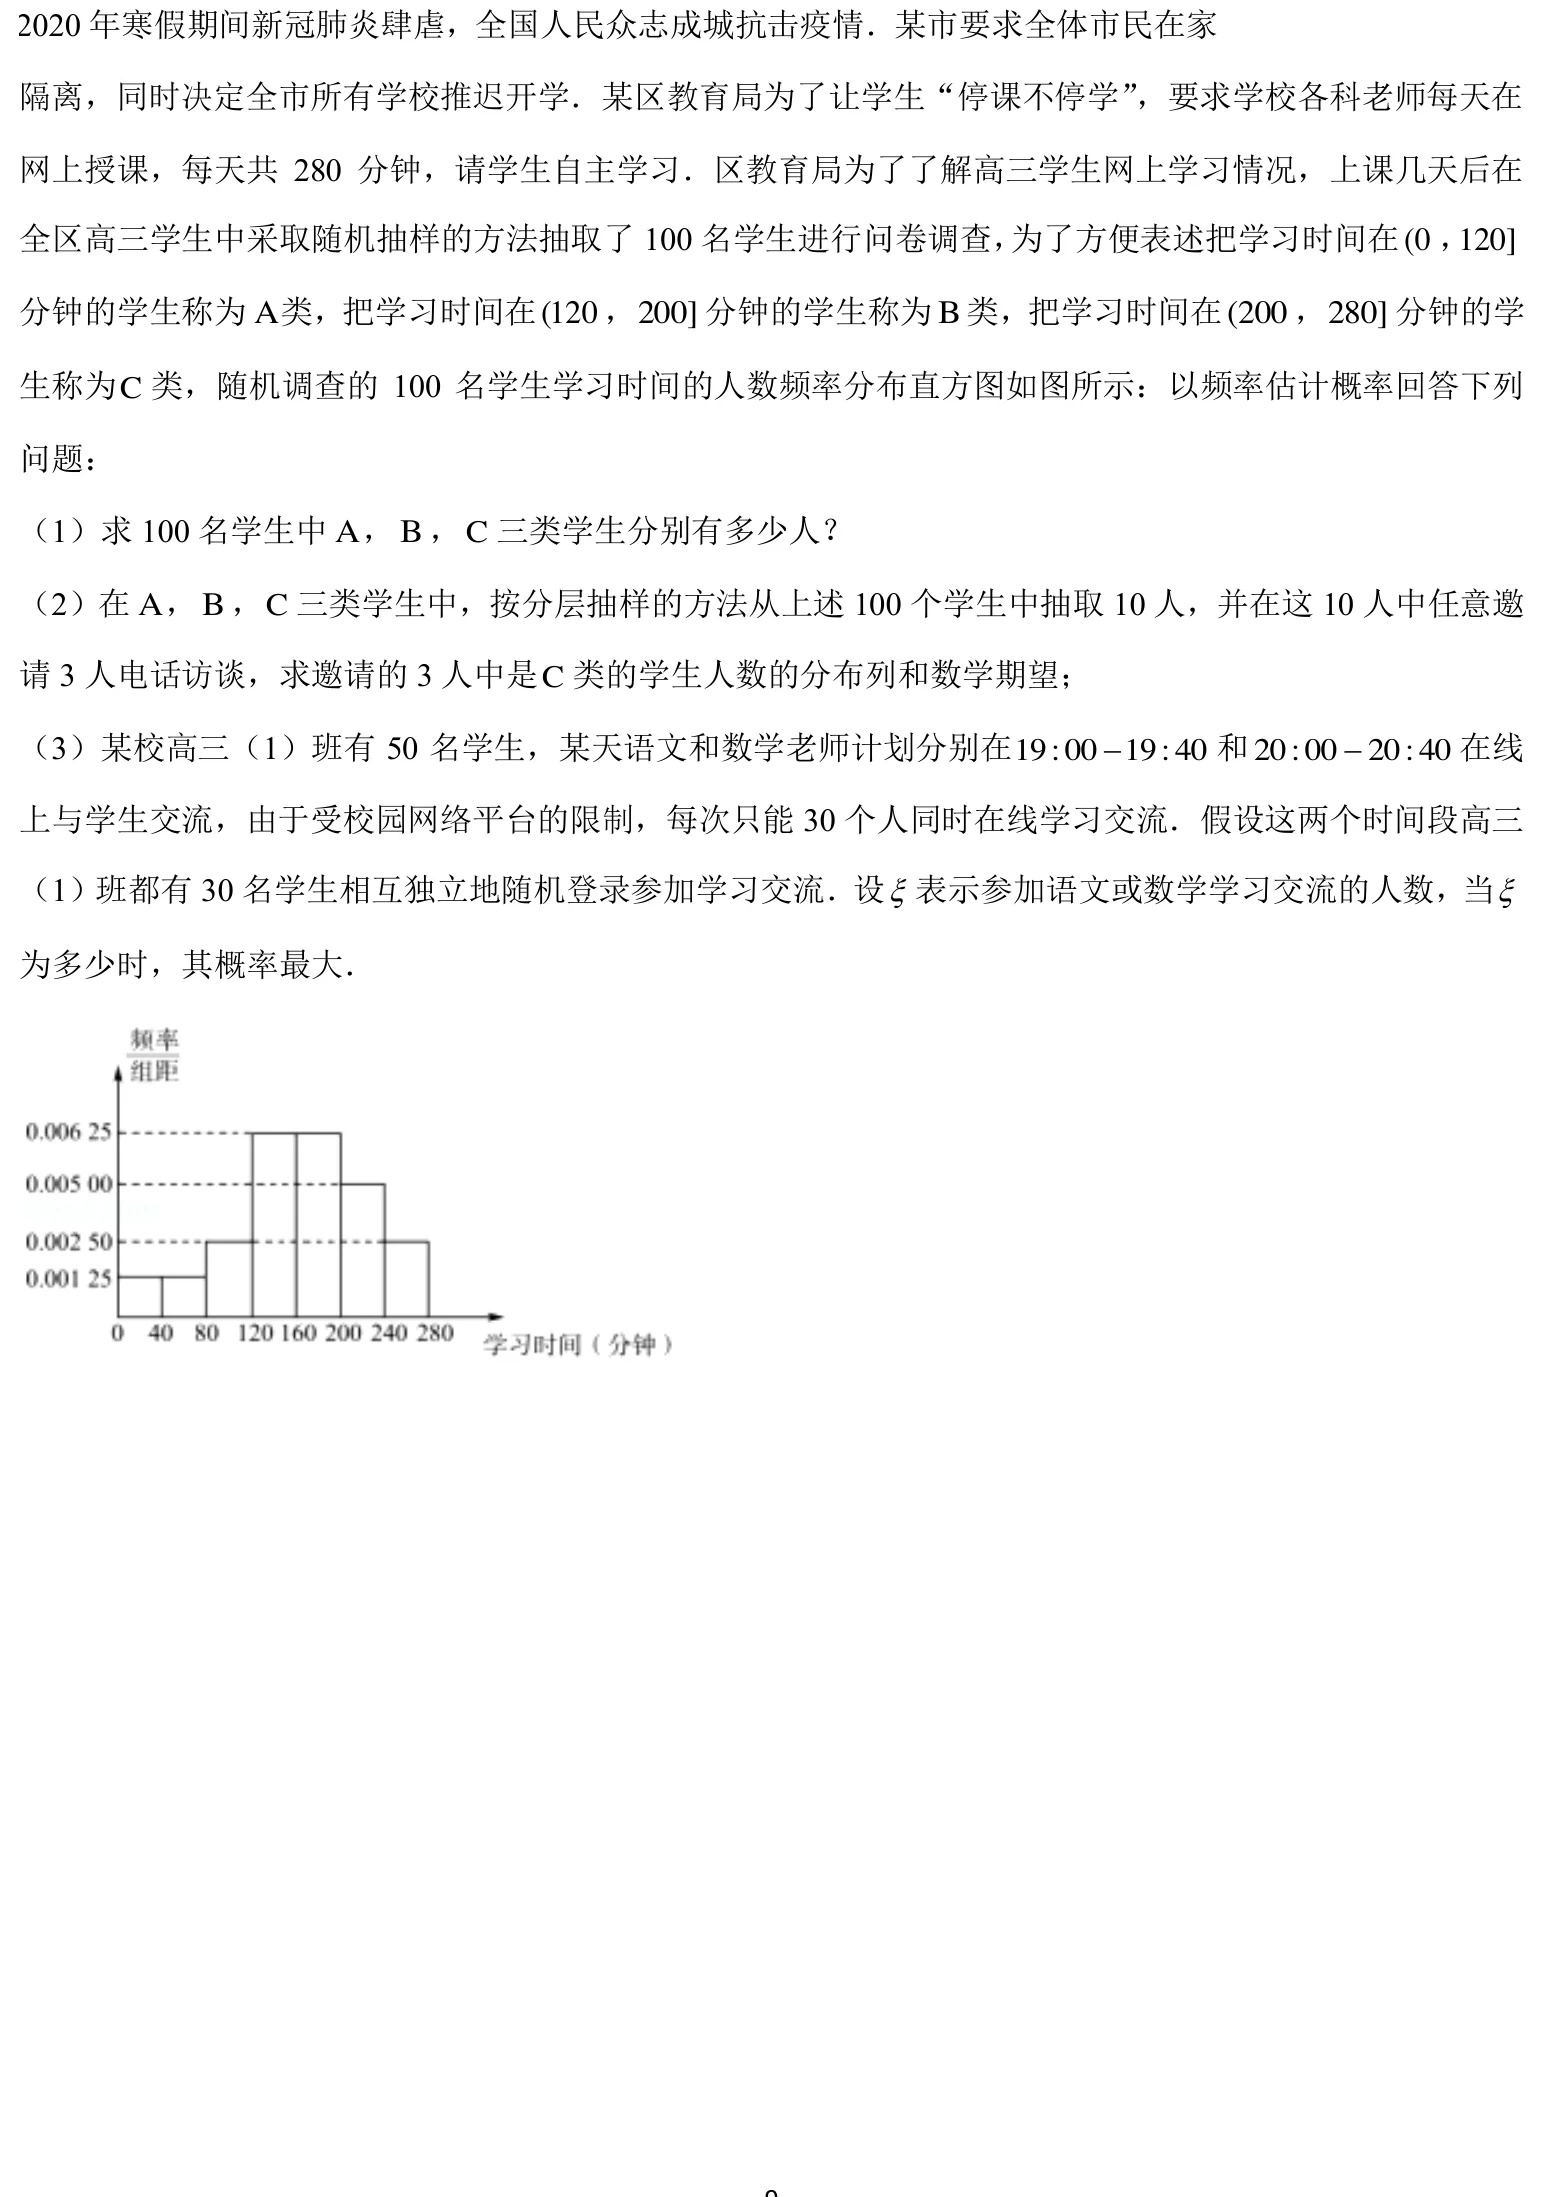 2020 年寒假期间新冠肺炎肆虐，全国人民众志成城抗击疫情．某市要求全体市民在家
隔离，同时决定全市所有学校推迟开学．某区教育局为了让学生“停课不停学”，要求学校各科老师每天在
网上授课，每天共 280 分钟，请学生自主学习．区教育局为了了解高三学生网上学习情况，上课几天后在
全区高三学生中采取随机抽样的方法抽取了 100 名学生进行问卷调查，为了方便表述把学习时间在 (0，120]
分钟的学生称为 A类，把学习时间在 (120，200] 分钟的学生称为 B 类，把学习时间在 (200，280] 分钟的学
生称为C 类，随机调查的 100 名学生学习时间的人数频率分布直方图如图所示：以频率估计概率回答下列
问题：
（1）求 100 名学生中 A，B，C 三类学生分别有多少人？
（2）在 A，B，C 三类学生中，按分层抽样的方法从上述 100 个学生中抽取 10 人，并在这 10 人中任意邀
请 3 人电话访谈，求邀请的 3 人中是C 类的学生人数的分布列和数学期望；
（3）某校高三（1）班有 50 名学生，某天语文和数学老师计划分别在19:00−19:40 和 20:00−20:40 在线
上与学生交流，由于受校园网络平台的限制，每次只能 30 个人同时在线学习交流．假设这两个时间段高三
（1）班都有 30 名学生相互独立地随机登录参加学习交流．设ξ 表示参加语文或数学学习交流的人数，当ξ
为多少时，其概率最大．
频率
组距
0.006 25
0.005 00
0.002 50
0.001 25
0 40 80 120 160 200 240 280
学习时间（分钟）